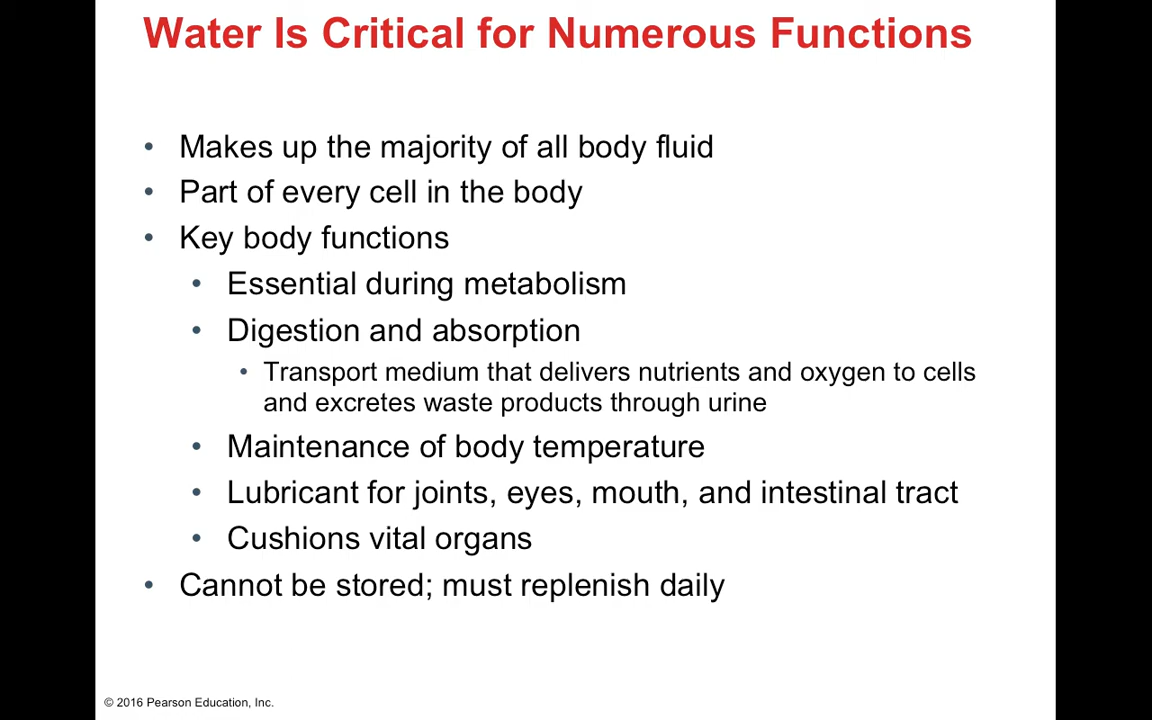 Water Is Critical for Numerous Functions
• Makes up the majority of all body fluid
• Part of every cell in the body
• Key body functions
• Essential during metabolism
• Digestion and absorption
• Transport medium that delivers nutrients and oxygen to cells
and excretes waste products through urine
• Maintenance of body temperature
• Lubricant for joints, eyes, mouth, and intestinal tract
• Cushions vital organs
• Cannot be stored; must replenish daily
© 2016 Pearson Education, Inc.